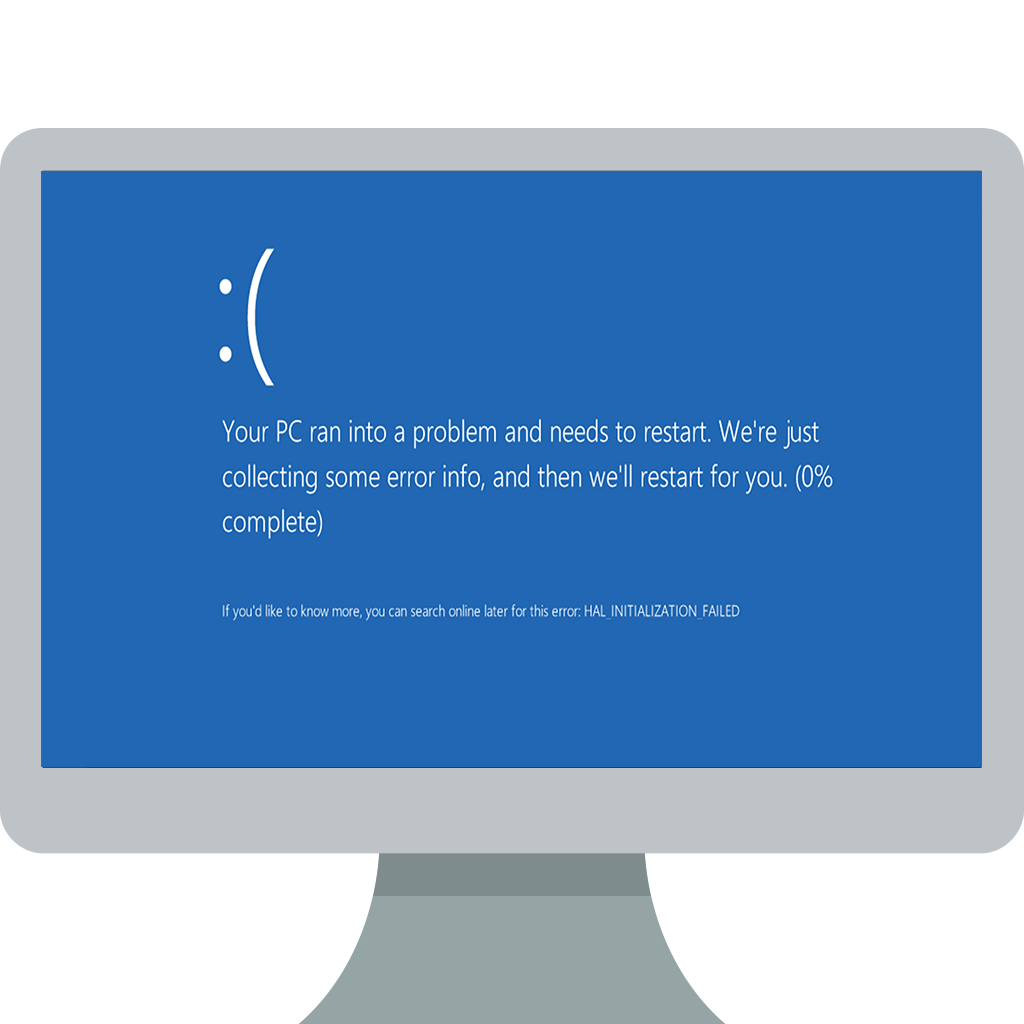 :(
Your PC ran into a problem and needs to restart. We're just
collecting some error info, and then we'll restart for you. (0%
complete)
If you'd like to know more, you can search online later for this error: HAL_INITIALIZATION_FAILED